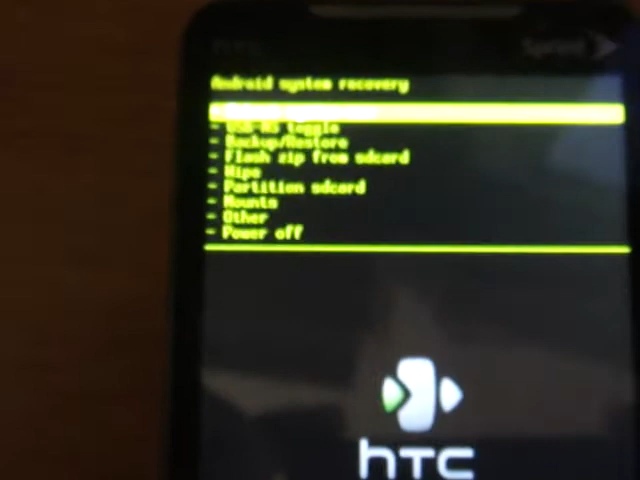 Sprint
Android system recovery
- USB-MS toggle
- Backup/Restore
- Flash zip from sdcard
- Wipe
- Partition sdcard
- Mounts
- Other
- Power off
hTC